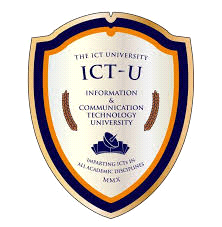 THE ICT UNIVERSITY
ICT-U
INFORMATION
&
COMMUNICATION
TECHNOLOGY
UNIVERSITY
IMPARTING ICTs IN
ALL ACADEMIC DISCIPLINES
MMX